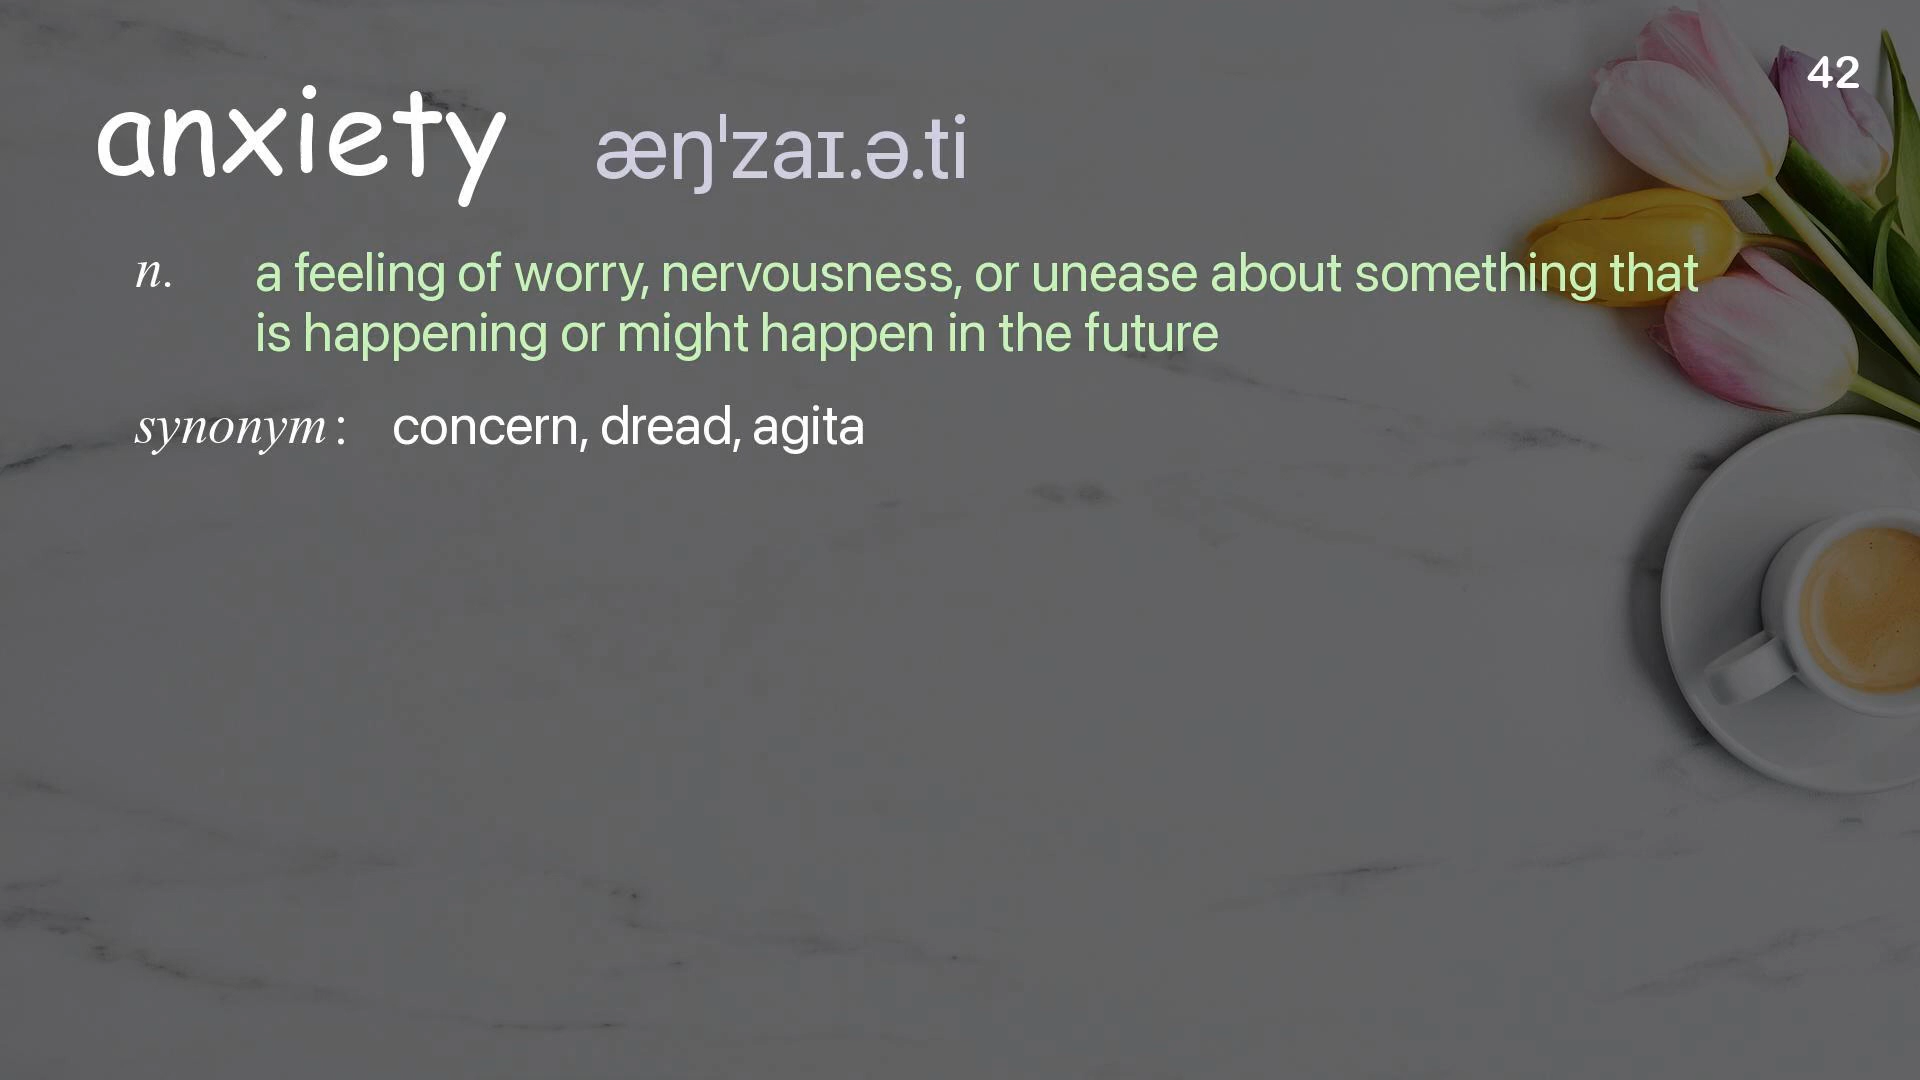 42
anxiety æŋˈzaɪ.ə.ti
n. a feeling of worry, nervousness, or unease about something that
is happening or might happen in the future
synonym: concern, dread, agita